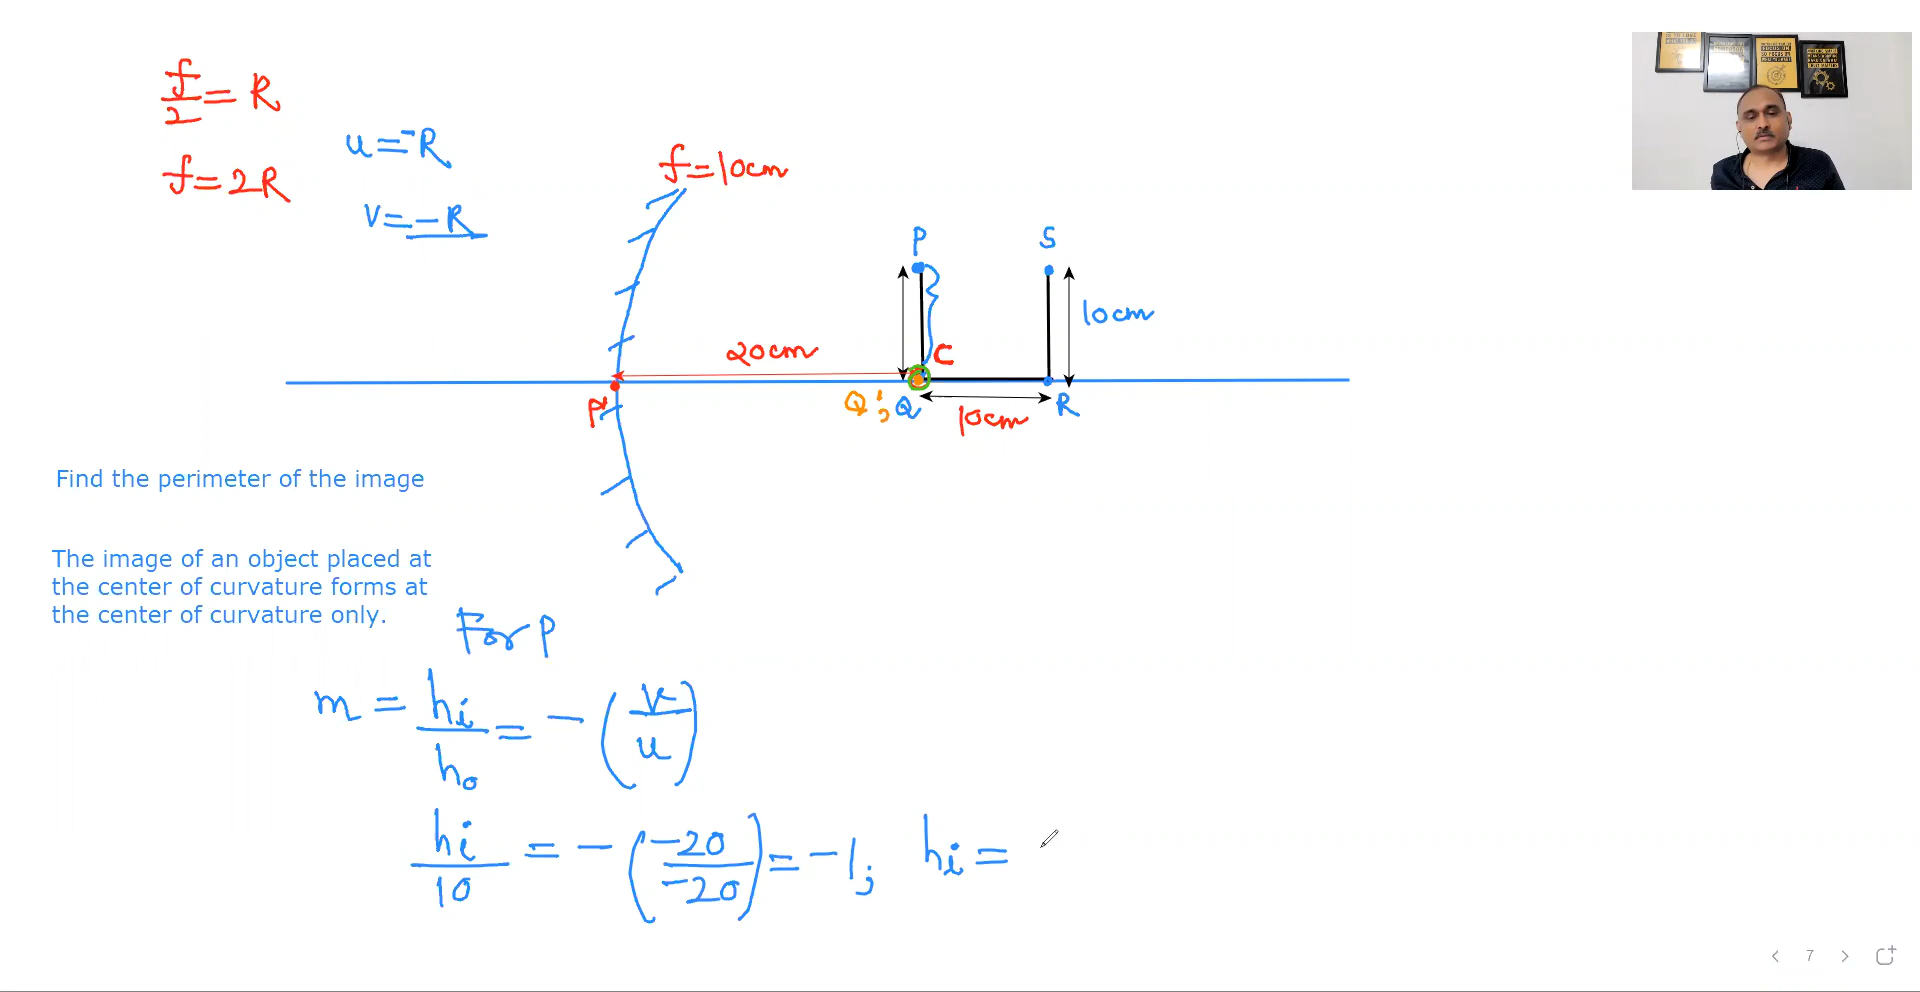 f/2 = R
f = 2R
u = -R
v = -R
f = 10cm
P
S
10cm
20cm
C
P'
Q'; Q
10cm
R
Find the perimeter of the image
The image of an object placed at
the center of curvature forms at
the center of curvature only.
For P
m = hi/ho = - (v/u)
hi/10 = - (-20/-20) = -1; hi =
7